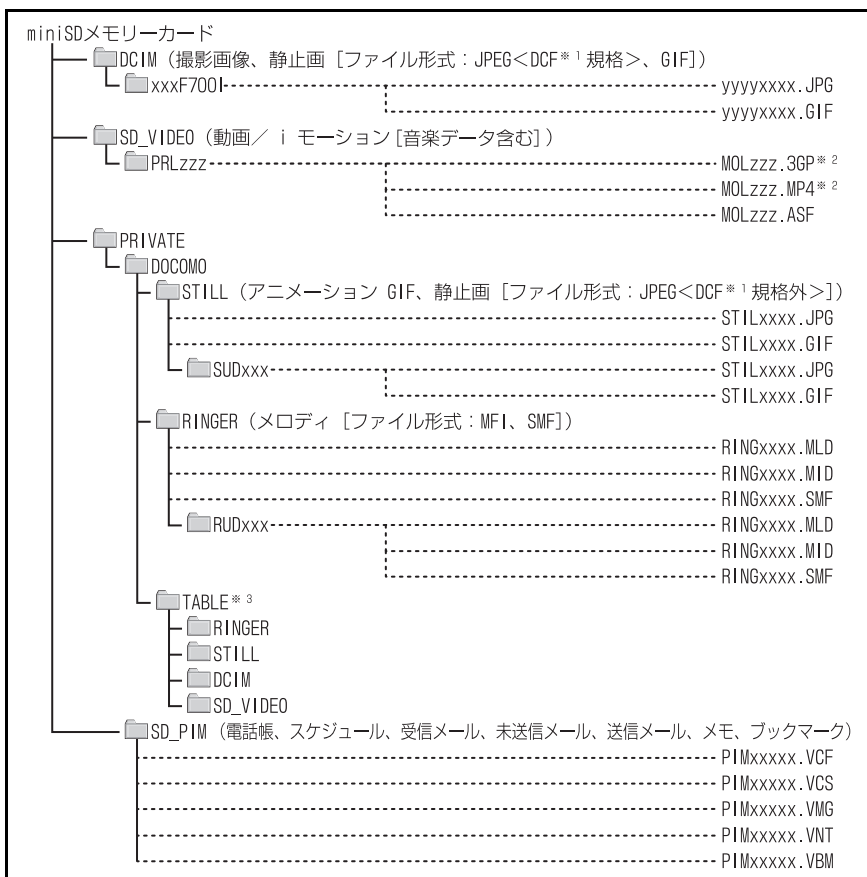 miniSDメモリーカード
DCIM（撮影画像、静止画［ファイル形式：JPEG<DCF※1規格>、GIF］）
xxxF700I yyyyxxxx.JPG
yyyyxxxx.GIF
SD_VIDEO（動画／ｉモーション［音楽データ含む］）
PRLzzz MOLzzz.3GP※2
MOLzzz.MP4※2
MOLzzz.ASF
PRIVATE
DOCOMO
STILL（アニメーション GIF、静止画［ファイル形式：JPEG<DCF※1規格外>］）
STILxxxx.JPG
STILxxxx.GIF
SUDxxx STILxxxx.JPG
STILxxxx.GIF
RINGER（メロディ［ファイル形式：MFI、SMF］）
RINGxxxx.MLD
RINGxxxx.MID
RINGxxxx.SMF
RUDxxx RINGxxxx.MLD
RINGxxxx.MID
RINGxxxx.SMF
TABLE※3
RINGER
STILL
DCIM
SD_VIDEO
SD_PIM（電話帳、スケジュール、受信メール、未送信メール、送信メール、メモ、ブックマーク）
PIMxxxxx.VCF
PIMxxxxx.VCS
PIMxxxxx.VMG
PIMxxxxx.VNT
PIMxxxxx.VBM